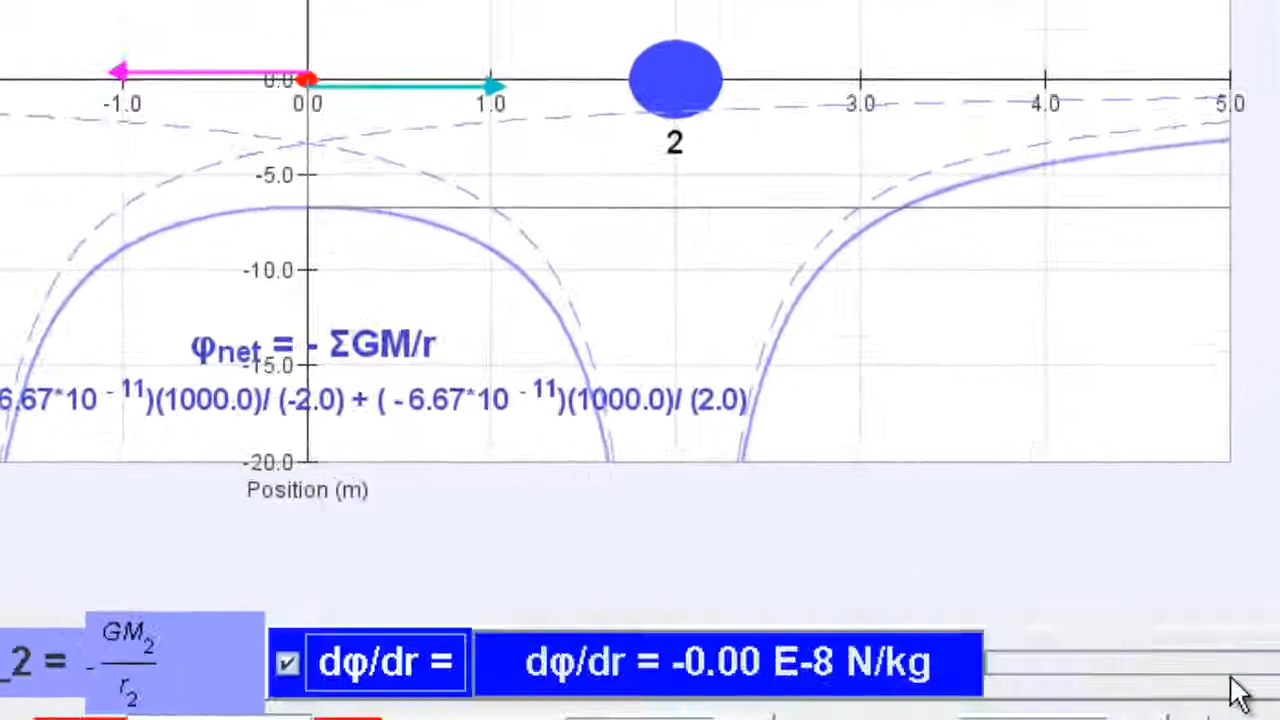 0.0
-1.0 0.0 1.0 3.0 4.0 5.0
2
-5.0
-10.0
φnet = - ΣGM/r
-15.0
6.67*10 - 11)(1000.0)/ (-2.0) + ( - 6.67*10 - 11)(1000.0)/ (2.0)
-20.0
Position (m)
_2 = - GM2
r2
dφ/dr = dφ/dr = -0.00 E-8 N/kg